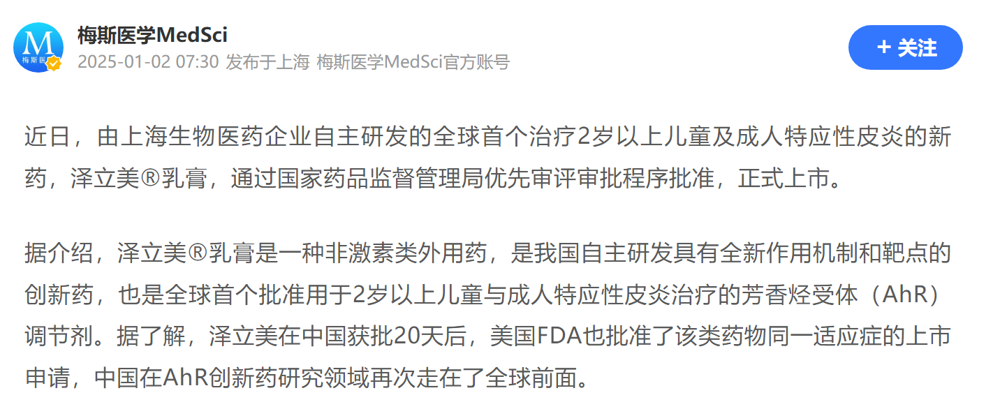 梅斯医学MedSci
2025-01-02 07:30 发布于上海 梅斯医学MedSci官方账号
+ 关注
M
梅斯医
近日，由上海生物医药企业自主研发的全球首个治疗2岁以上儿童及成人特应性皮炎的新
药，泽立美®乳膏，通过国家药品监督管理局优先审评审批程序批准，正式上市。
据介绍，泽立美®乳膏是一种非激素类外用药，是我国自主研发具有全新作用机制和靶点的
创新药，也是全球首个批准用于2岁以上儿童与成人特应性皮炎治疗的芳香烃受体（AhR）
调节剂。据了解，泽立美在中国获批20天后，美国FDA也批准了该类药物同一适应症的上市
申请，中国在AhR创新药研究领域再次走在了全球前面。